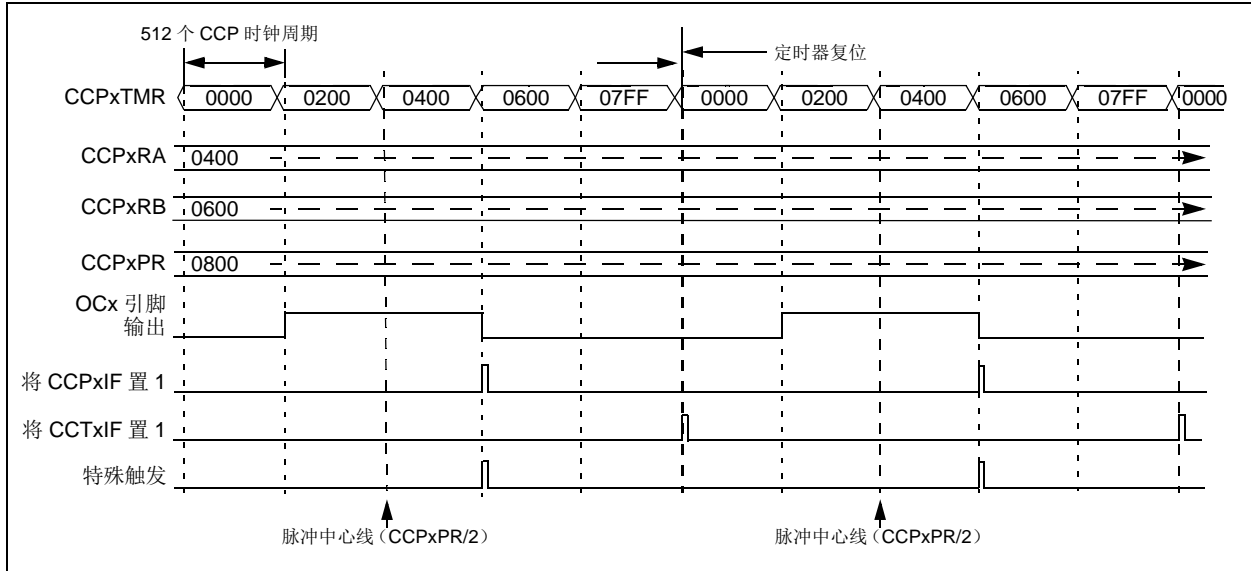 512 个 CCP 时钟周期
定时器复位
CCPxTMR 0000 0200 0400 0600 07FF 0000 0200 0400 0600 07FF 0000
CCPxRA 0400
CCPxRB 0600
CCPxPR 0800
OCx 引脚
输出
将 CCPxIF 置 1
将 CCTxIF 置 1
特殊触发
脉冲中心线（CCPxPR/2） 脉冲中心线（CCPxPR/2）